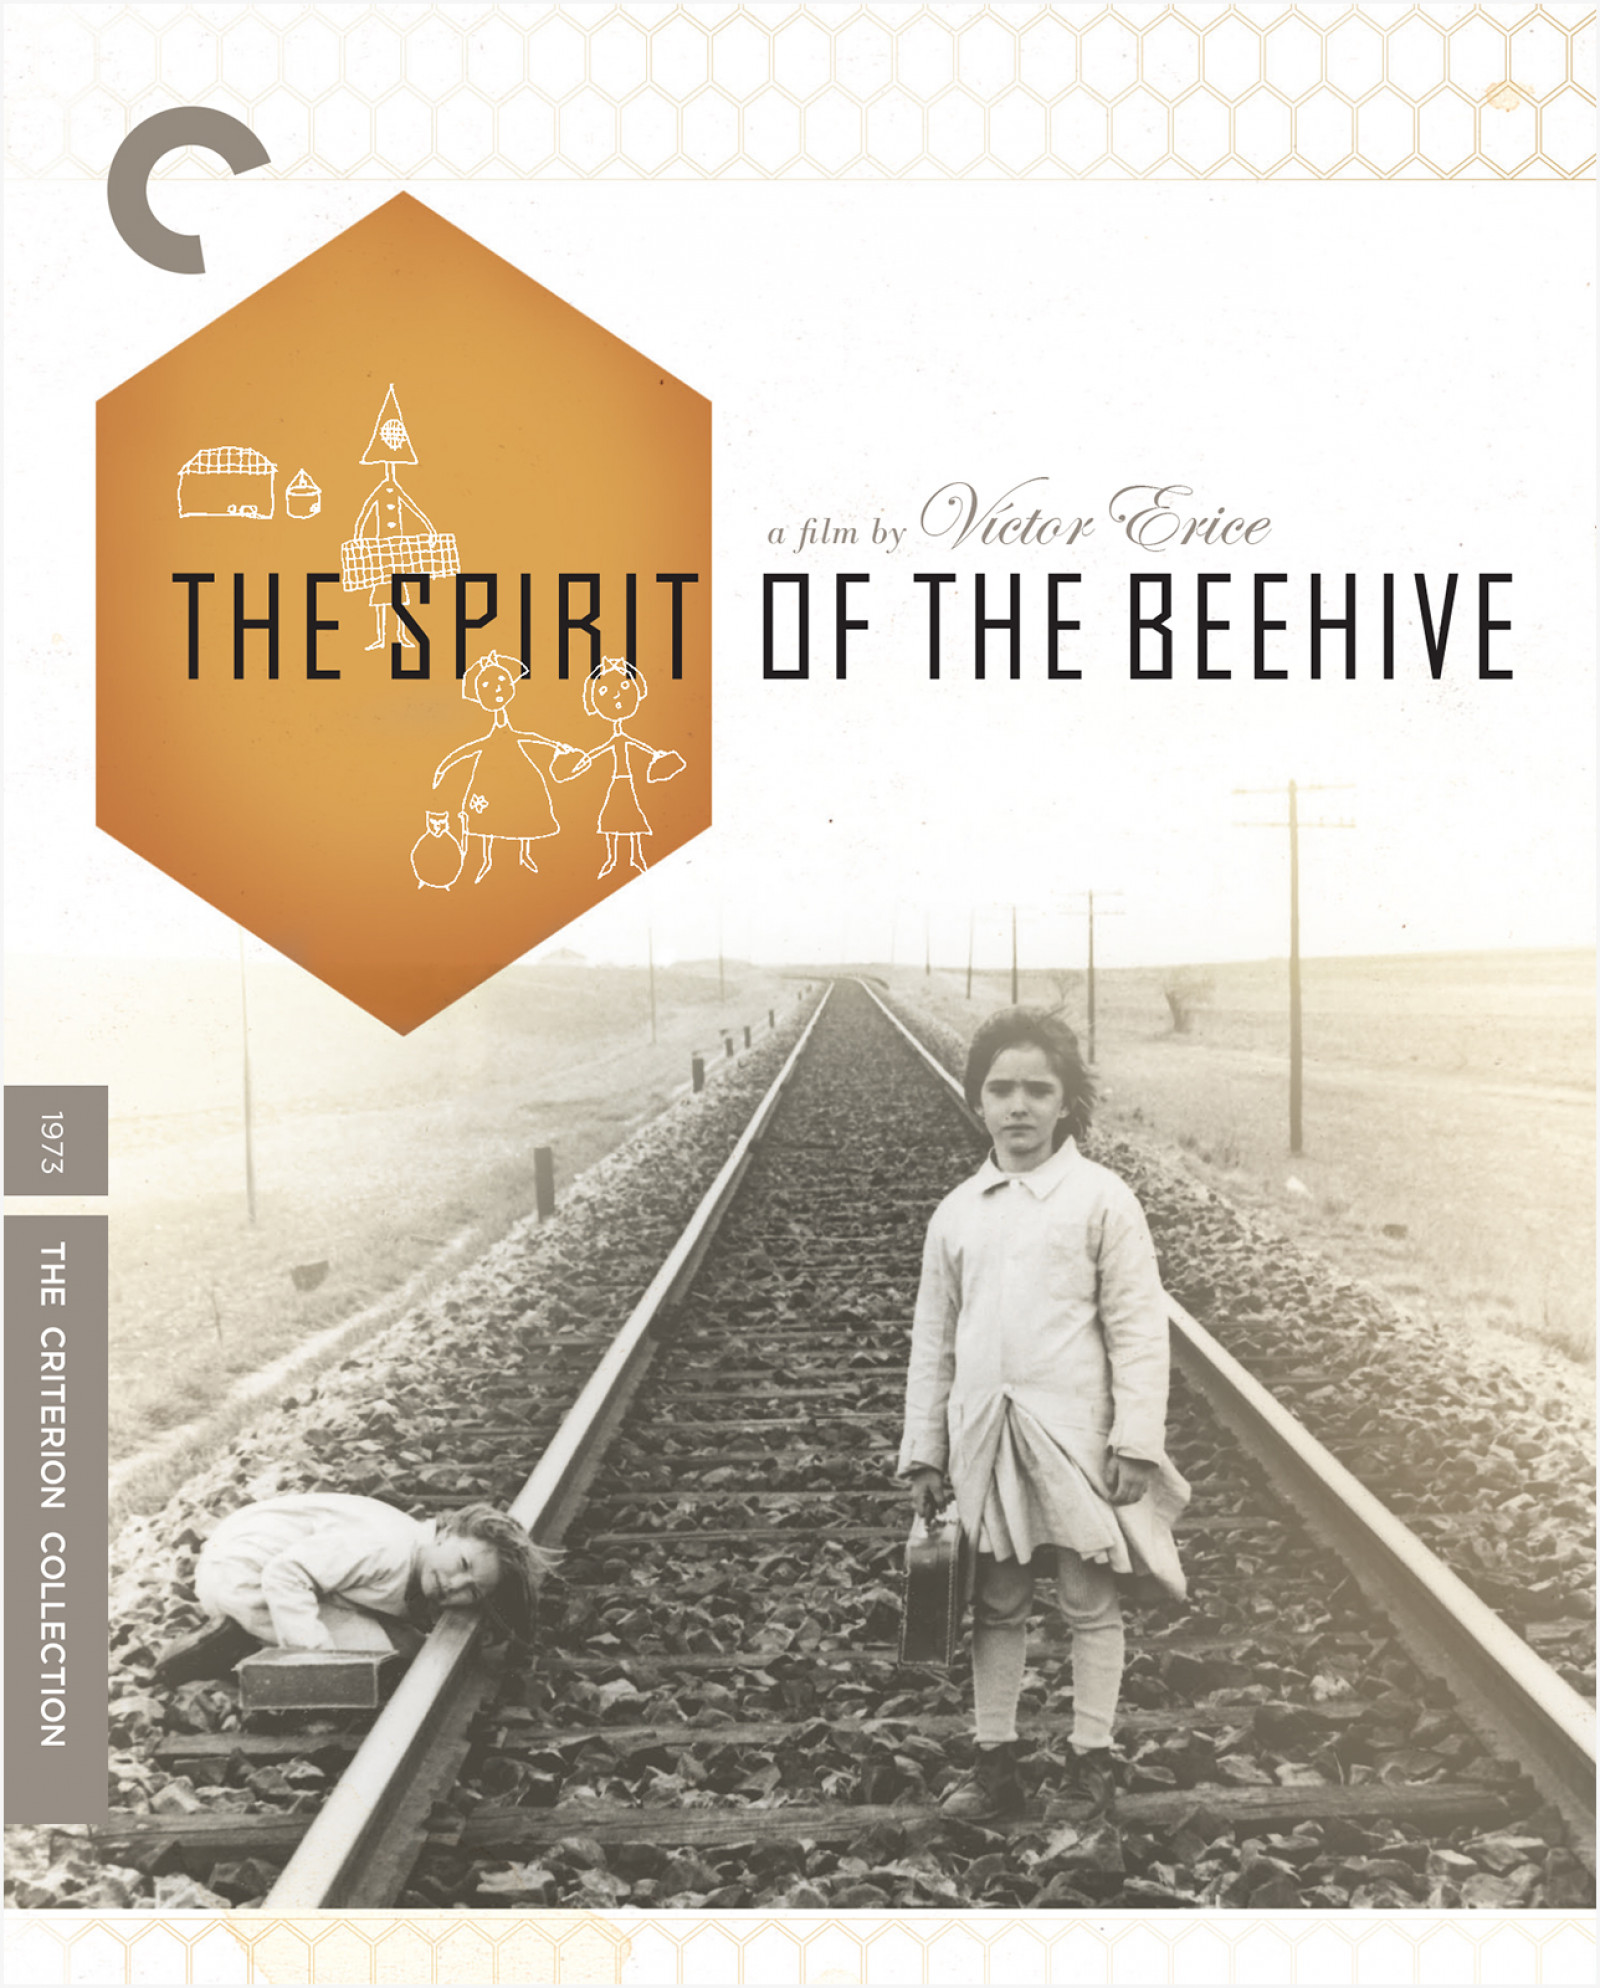 a film by Víctor Erice
THE SPIRIT OF THE BEEHIVE
1973
THE CRITERION COLLECTION